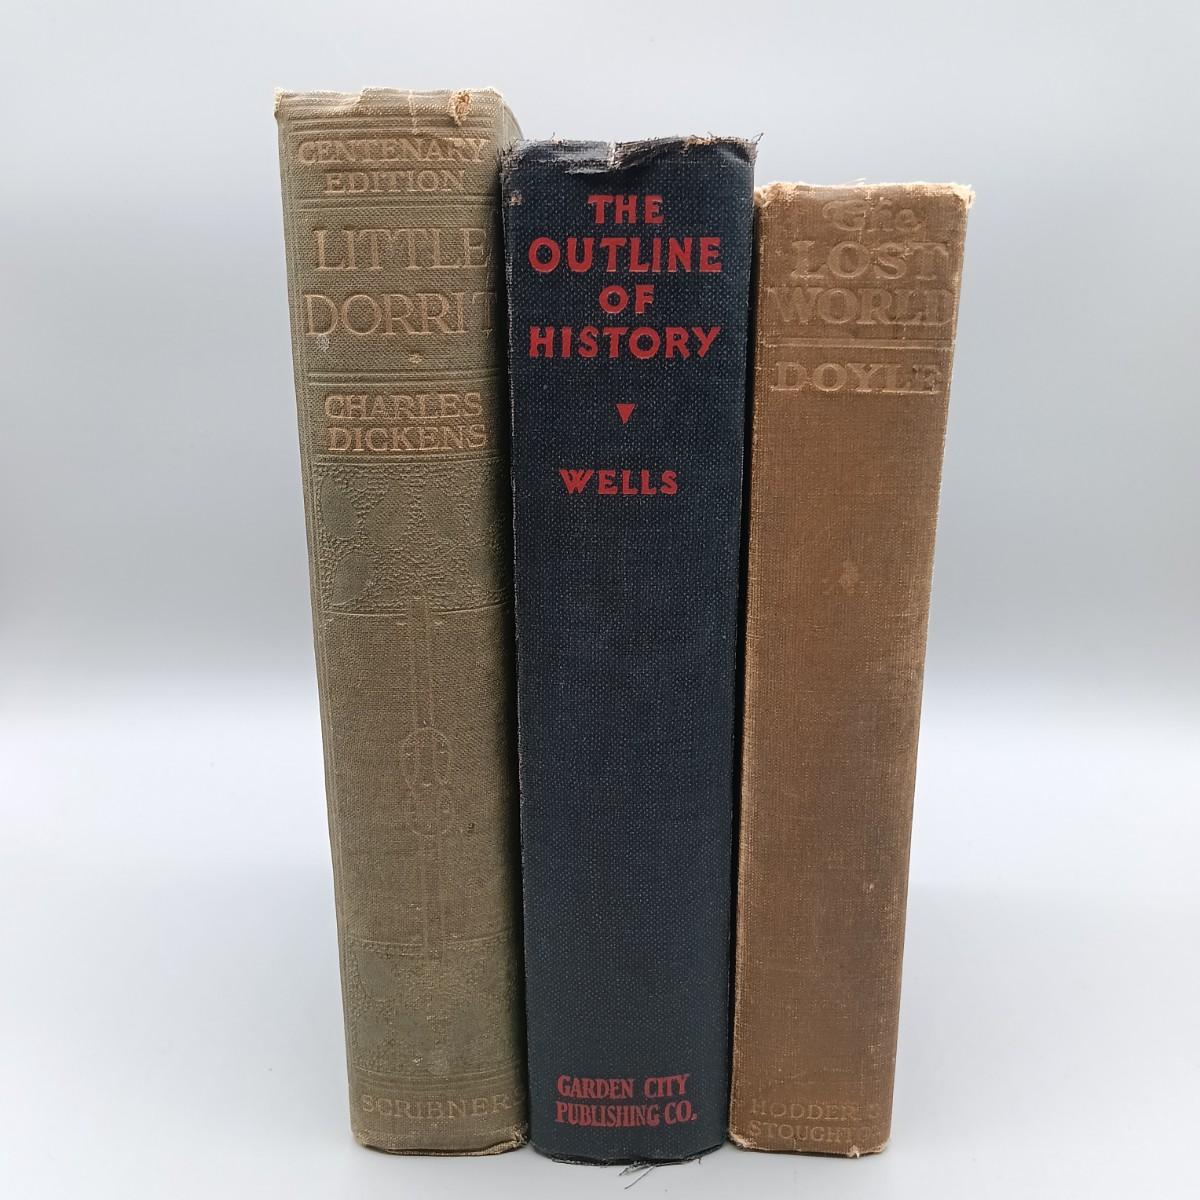 CENTENARY
EDITION
LITTLE
DORRIT
CHARLES
DICKENS
SCRIBNERS
THE
OUTLINE
OF
HISTORY
WELLS
GARDEN CITY
PUBLISHING CO.
The
LOST
WORLD
DOYLE
HODDER &
STOUGHTON